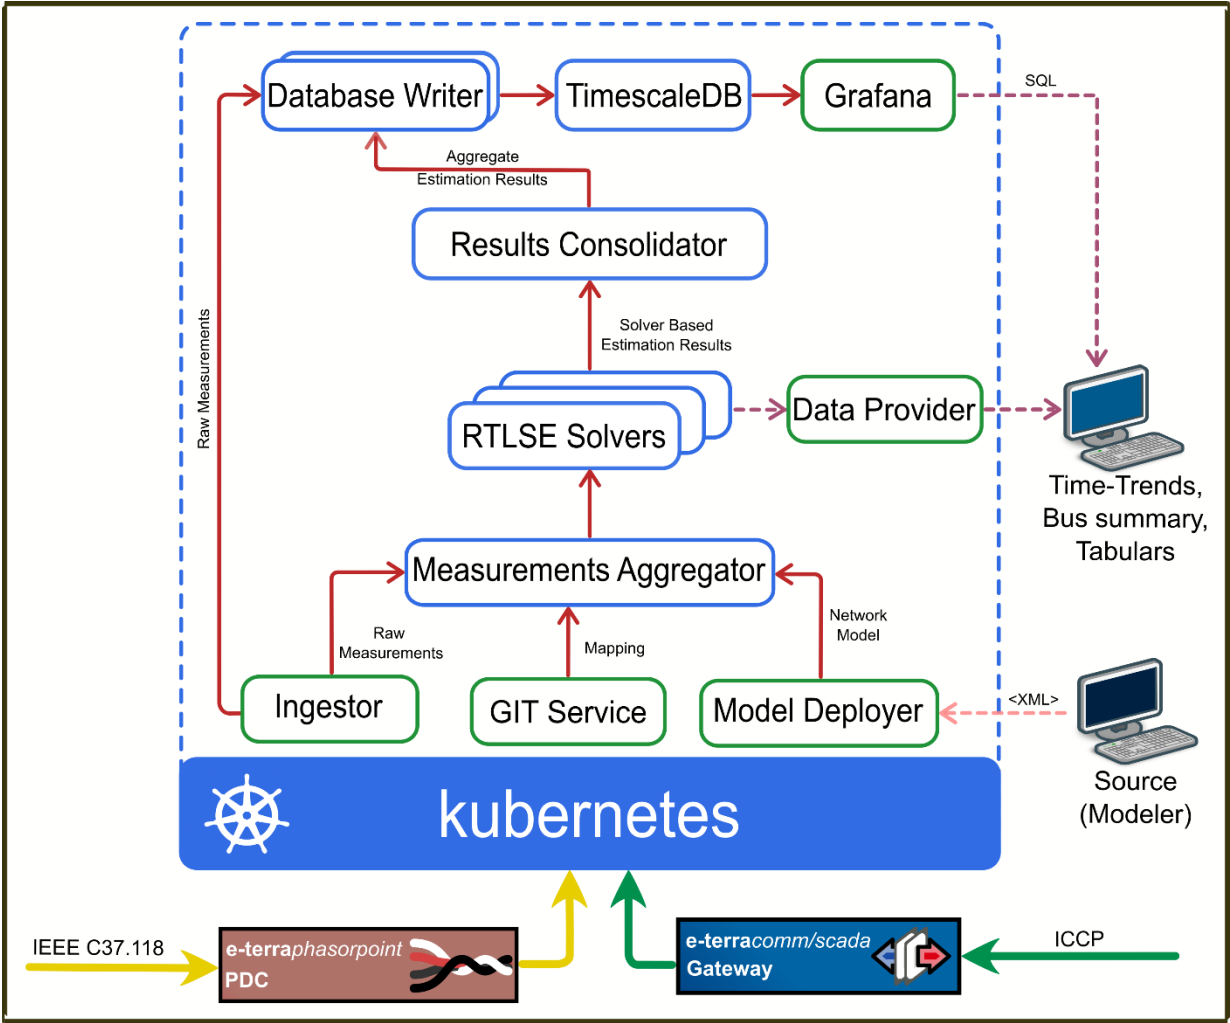 Database Writer
TimescaleDB
Grafana
SQL
Aggregate
Estimation Results
Results Consolidator
Raw Measurements
Solver Based
Estimation Results
RTLSE Solvers
Data Provider
Time-Trends,
Bus summary,
Tabulars
Measurements Aggregator
Raw
Measurements
Mapping
Network
Model
Ingestor
GIT Service
Model Deployer
<XML>
Source
(Modeler)
kubernetes
IEEE C37.118
e-terraphasorpoint
PDC
e-terracomm/scada
Gateway
ICCP